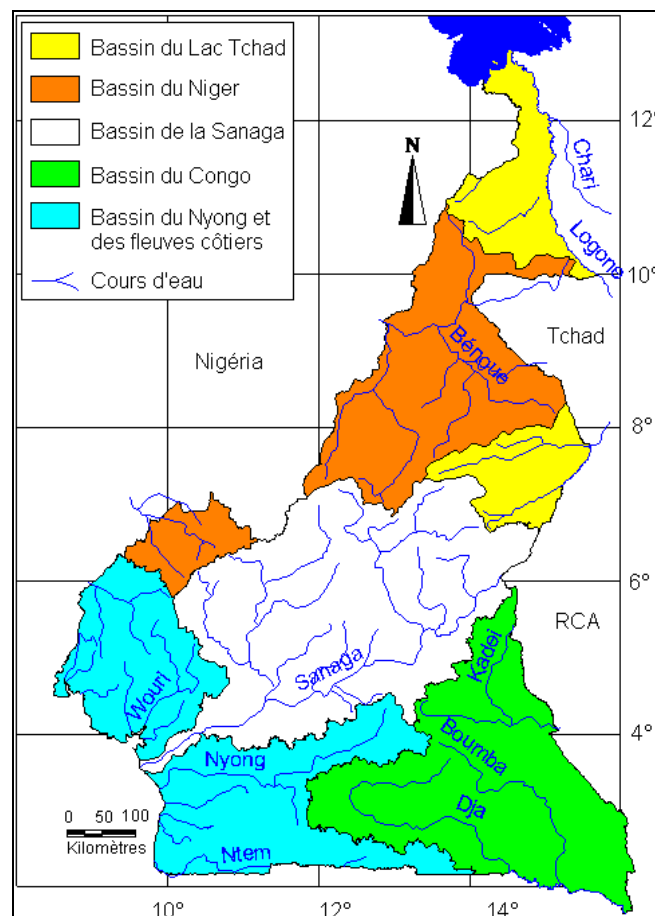 Bassin du Lac Tchad
Bassin du Niger
Bassin de la Sanaga
Bassin du Congo
Bassin du Nyong et
des fleuves côtiers
Cours d'eau
N
12°
Chari
Logone
10°
Tchad
Nigéria
Béngue
8°
6°
RCA
Kadei
Sanaga
Wouri
4°
Nyong
Boumba
Dja
Ntem
0 50 100
Kilomètres
10°
12°
14°